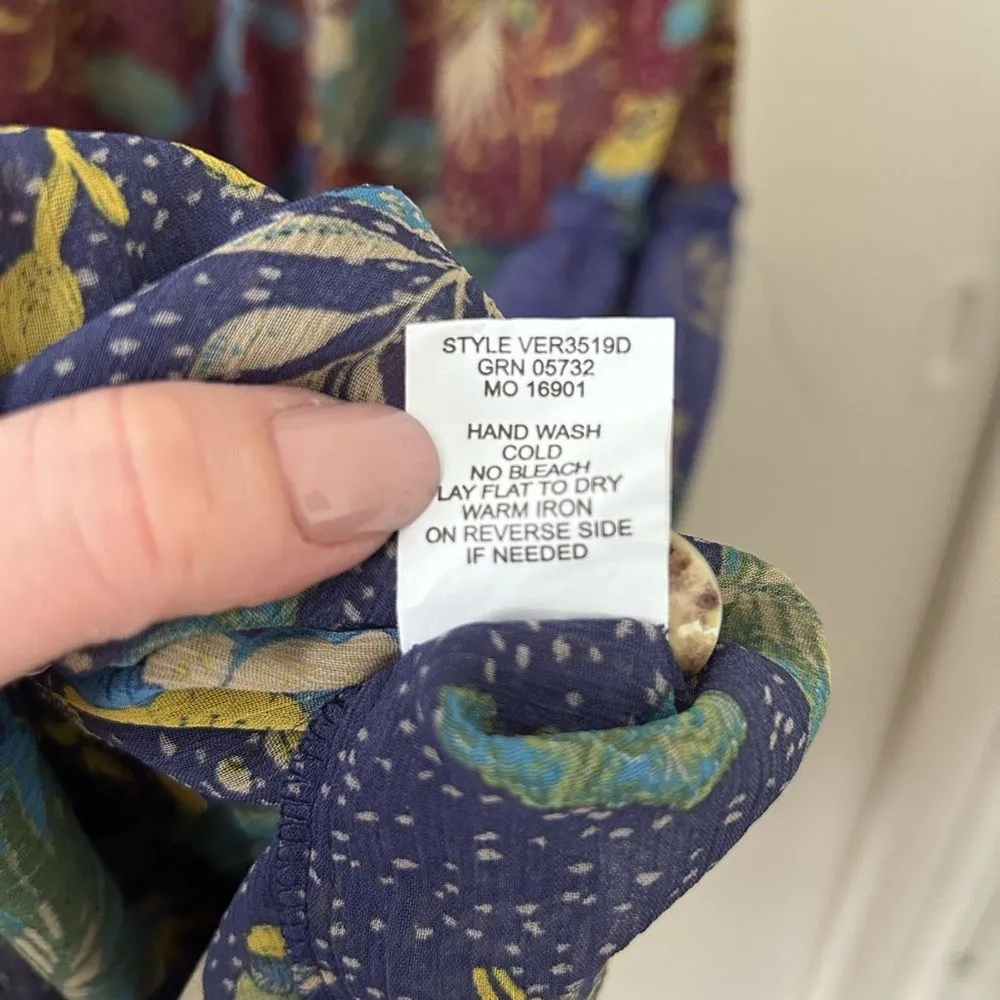 STYLE VER3519D
GRN 05732
MO 16901
HAND WASH
COLD
NO BLEACH
LAY FLAT TO DRY
WARM IRON
ON REVERSE SIDE
IF NEEDED